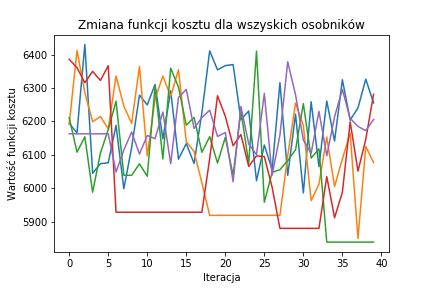 Zmiana funkcji kosztu dla wszyskich osobników
Wartość funkcji kosztu
6400
6300
6200
6100
6000
5900
0 5 10 15 20 25 30 35 40
Iteracja